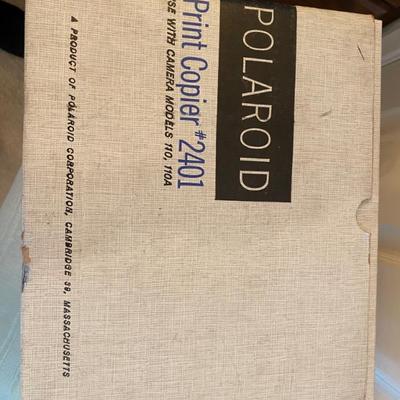 POLAROID
Print Copier #2401
USE WITH CAMERA MODELS 110, 110A
A PRODUCT OF POLAROID CORPORATION, CAMBRIDGE 39, MASSACHUSETTS